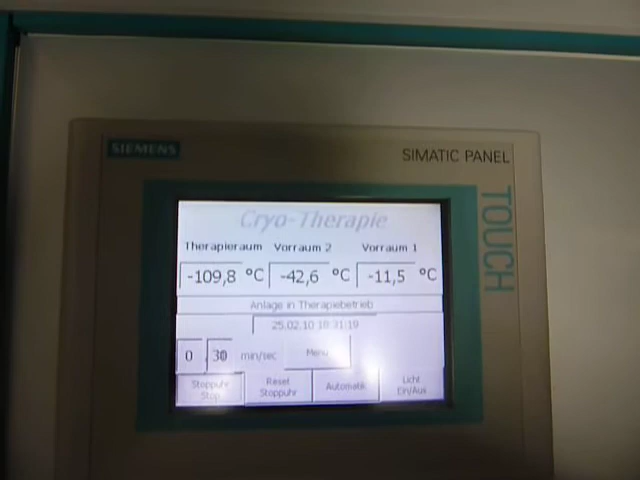 SIEMENS
SIMATIC PANEL
TOUCH
Cryo-Therapie
Therapieraum Vorraum 2 Vorraum 1
-109,8 °C -42,6 °C -11,5 °C
Anlage in Therapiebetrieb
25.02.10 18:31:19
0 30 min/sec Menu
Stoppuhr Stop Reset Stoppuhr Automatik Licht Ein/Aus